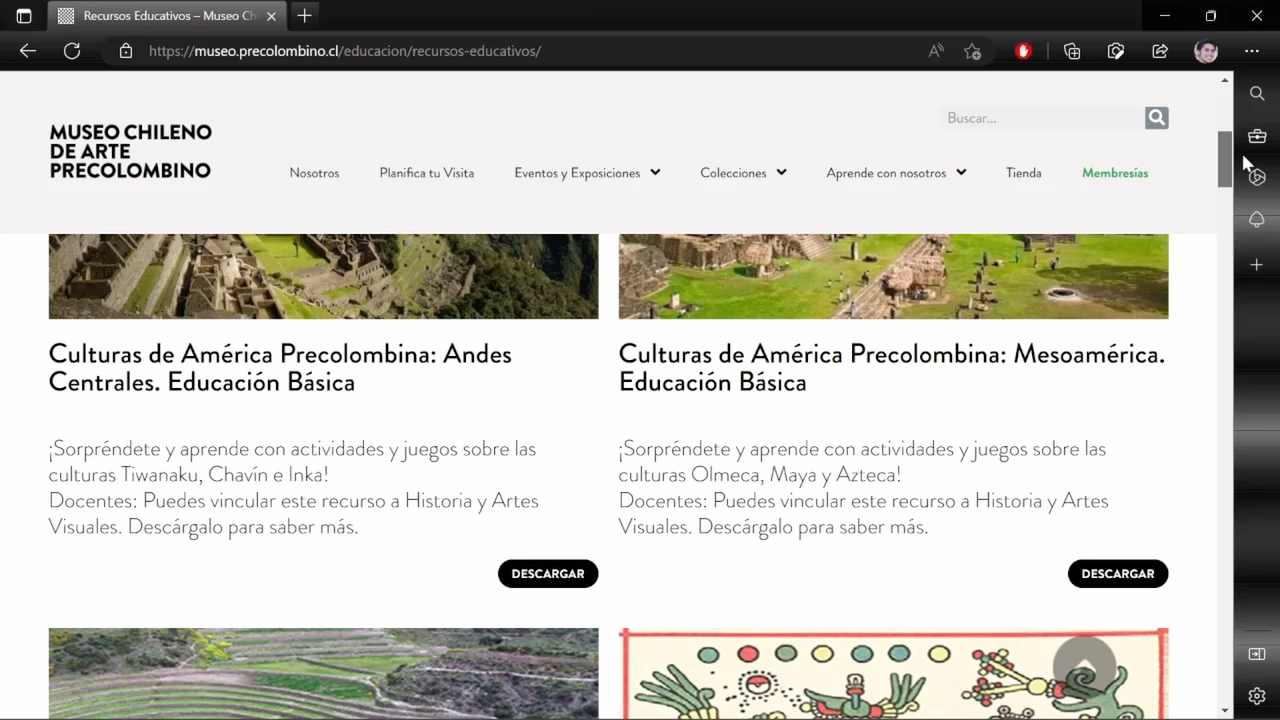 Recursos Educativos – Museo Ch
https://museo.precolombino.cl/educacion/recursos-educativos/
Buscar...
MUSEO CHILENO
DE ARTE
PRECOLOMBINO
Nosotros
Planifica tu Visita
Eventos y Exposiciones
Colecciones
Aprende con nosotros
Tienda
Membresías
Culturas de América Precolombina: Andes
Centrales. Educación Básica
¡Sorpréndete y aprende con actividades y juegos sobre las
culturas Tiwanaku, Chavín e Inka!
Docentes: Puedes vincular este recurso a Historia y Artes
Visuales. Descárgalo para saber más.
DESCARGAR
Culturas de América Precolombina: Mesoamérica.
Educación Básica
¡Sorpréndete y aprende con actividades y juegos sobre las
culturas Olmeca, Maya y Azteca!
Docentes: Puedes vincular este recurso a Historia y Artes
Visuales. Descárgalo para saber más.
DESCARGAR